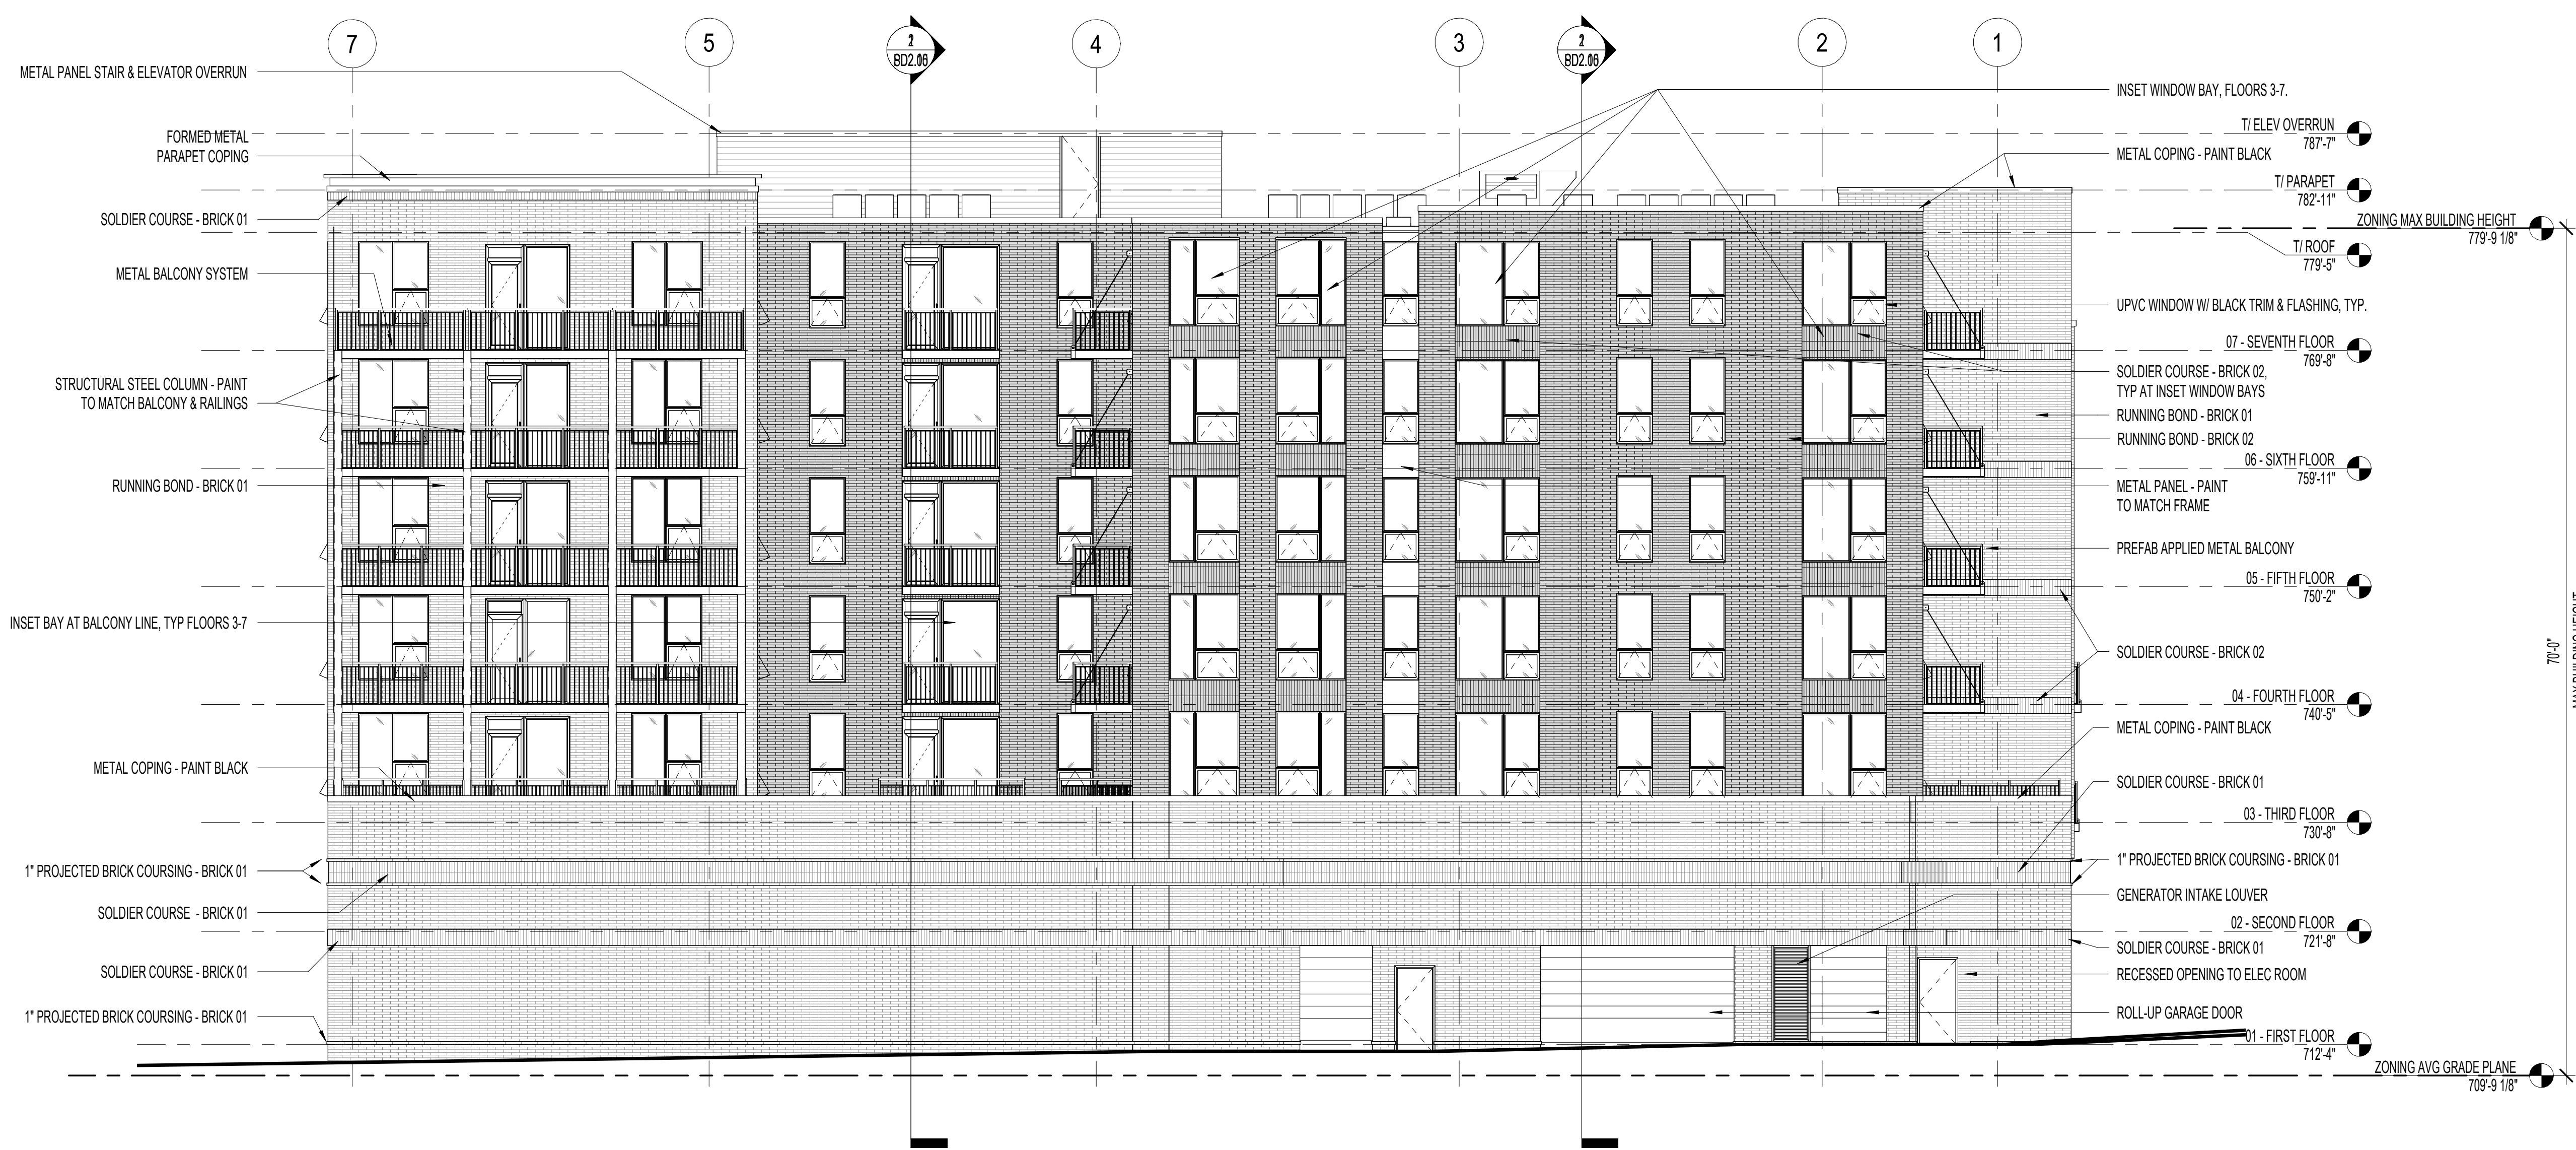 7
5
2
4
3
2
2
1
METAL PANEL STAIR & ELEVATOR OVERRUN
FORMED METAL
PARAPET COPING
SOLDIER COURSE - BRICK 01
METAL BALCONY SYSTEM
STRUCTURAL STEEL COLUMN - PAINT
TO MATCH BALCONY & RAILINGS
RUNNING BOND - BRICK 01
INSET BAY AT BALCONY LINE, TYP FLOORS 3-7
METAL COPING - PAINT BLACK
1" PROJECTED BRICK COURSING - BRICK 01
SOLDIER COURSE - BRICK 01
SOLDIER COURSE - BRICK 01
1" PROJECTED BRICK COURSING - BRICK 01
INSET WINDOW BAY, FLOORS 3-7.
T/ ELEV OVERRUN
787'-7"
METAL COPING - PAINT BLACK
T/ PARAPET
782'-11"
ZONING MAX BUILDING HEIGHT
779'-9 1/8"
T/ ROOF
779'-5"
UPVC WINDOW W/ BLACK TRIM & FLASHING, TYP.
07 - SEVENTH FLOOR
769'-8"
SOLDIER COURSE - BRICK 02,
TYP AT INSET WINDOW BAYS
RUNNING BOND - BRICK 01
RUNNING BOND - BRICK 02
06 - SIXTH FLOOR
759'-11"
METAL PANEL - PAINT
TO MATCH FRAME
PREFAB APPLIED METAL BALCONY
05 - FIFTH FLOOR
750'-2"
SOLDIER COURSE - BRICK 02
70'-0"
04 - FOURTH FLOOR
740'-5"
METAL COPING - PAINT BLACK
SOLDIER COURSE - BRICK 01
03 - THIRD FLOOR
730'-8"
1" PROJECTED BRICK COURSING - BRICK 01
GENERATOR INTAKE LOUVER
02 - SECOND FLOOR
721'-8"
SOLDIER COURSE - BRICK 01
RECESSED OPENING TO ELEC ROOM
ROLL-UP GARAGE DOOR
01 - FIRST FLOOR
712'-4"
ZONING AVG GRADE PLANE
709'-9 1/8"